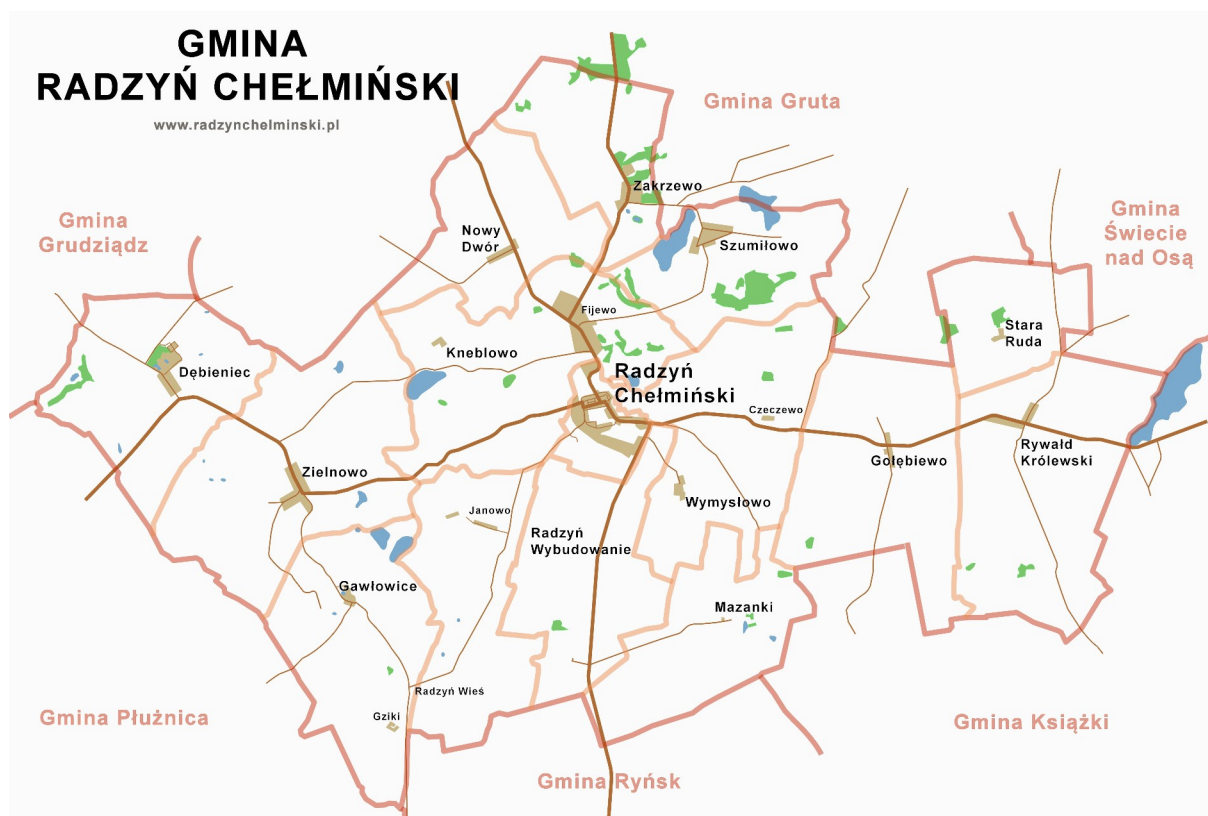 GMINA
RADZYŃ CHEŁMIŃSKI
www.radzynchelminski.pl
Gmina Gruta
Zakrzewo
Gmina
Grudziądz
Gmina
Świecie
nad Osą
Nowy
Dwór
Szumiłowo
Fijewo
Stara
Ruda
Kneblowo
Dębieniec
Radzyń
Chełmiński
Czeczewo
Rywałd
Królewski
Gołębiewo
Zielnowo
Wymysłowo
Janowo
Radzyń
Wybudowanie
Gawłowice
Mazanki
Radzyń Wieś
Gziki
Gmina Płużnica
Gmina Książki
Gmina Ryńsk